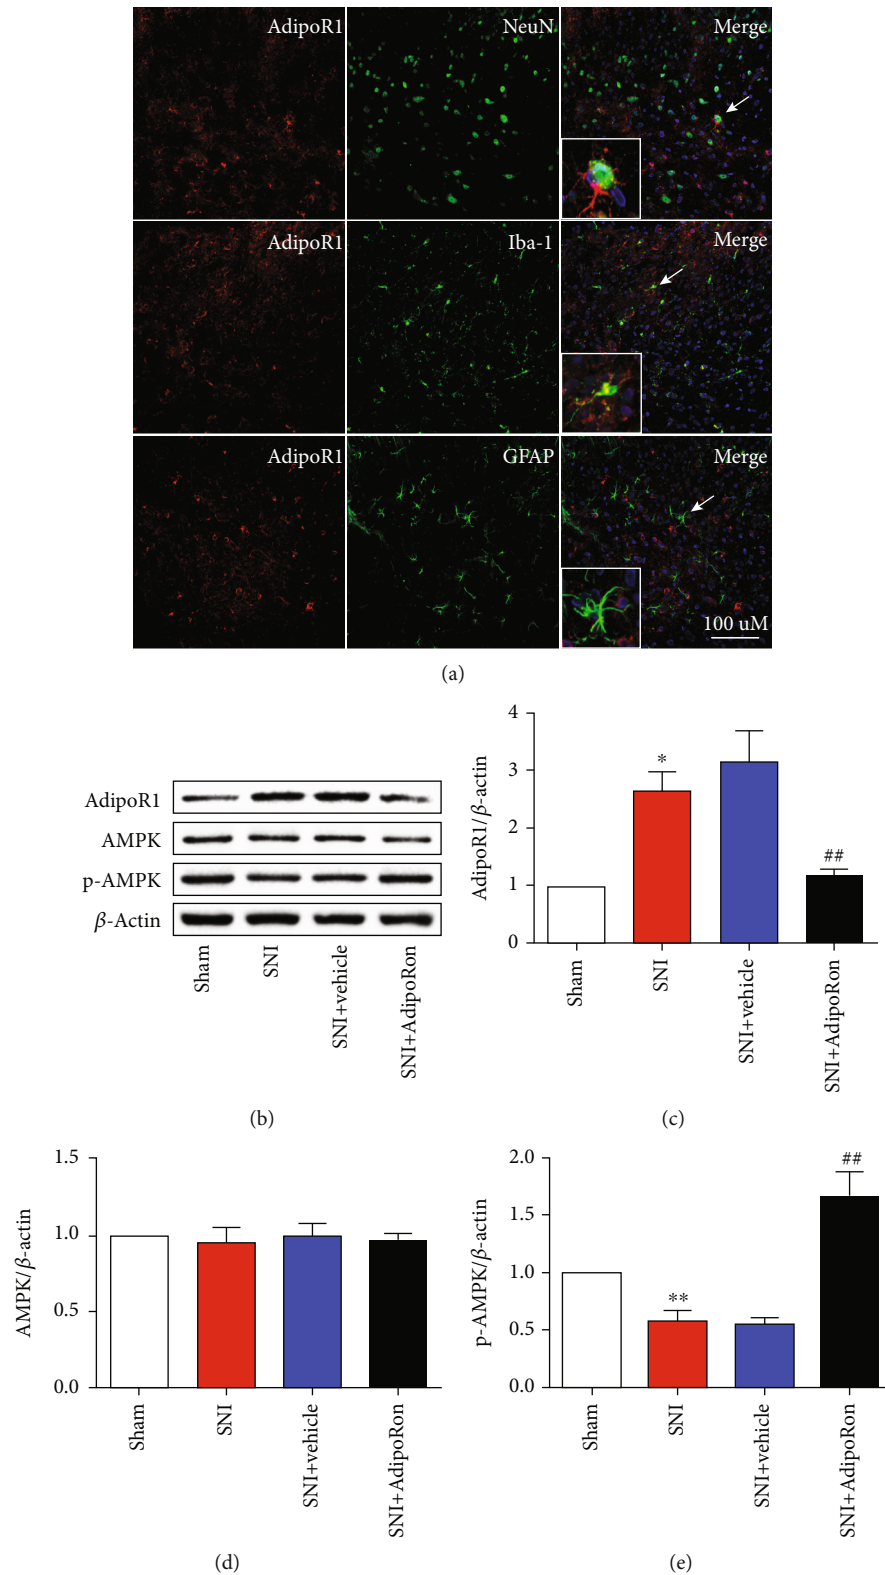 AdipoR1 NeuN Merge
AdipoR1 Iba-1 Merge
AdipoR1 GFAP Merge
100 uM
(a)
AdipoR1
AMPK
p-AMPK
β-Actin
Sham
SNI
SNI+vehicle
SNI+AdipoRon
(b)
AdipoR1/β-actin
4
3
2
1
0
*
##
Sham
SNI
SNI+vehicle
SNI+AdipoRon
(c)
AMPK/β-actin
1.5
1.0
0.5
0.0
Sham
SNI
SNI+vehicle
SNI+AdipoRon
(d)
p-AMPK/β-actin
2.0
1.5
1.0
0.5
0.0
**
##
Sham
SNI
SNI+vehicle
SNI+AdipoRon
(e)